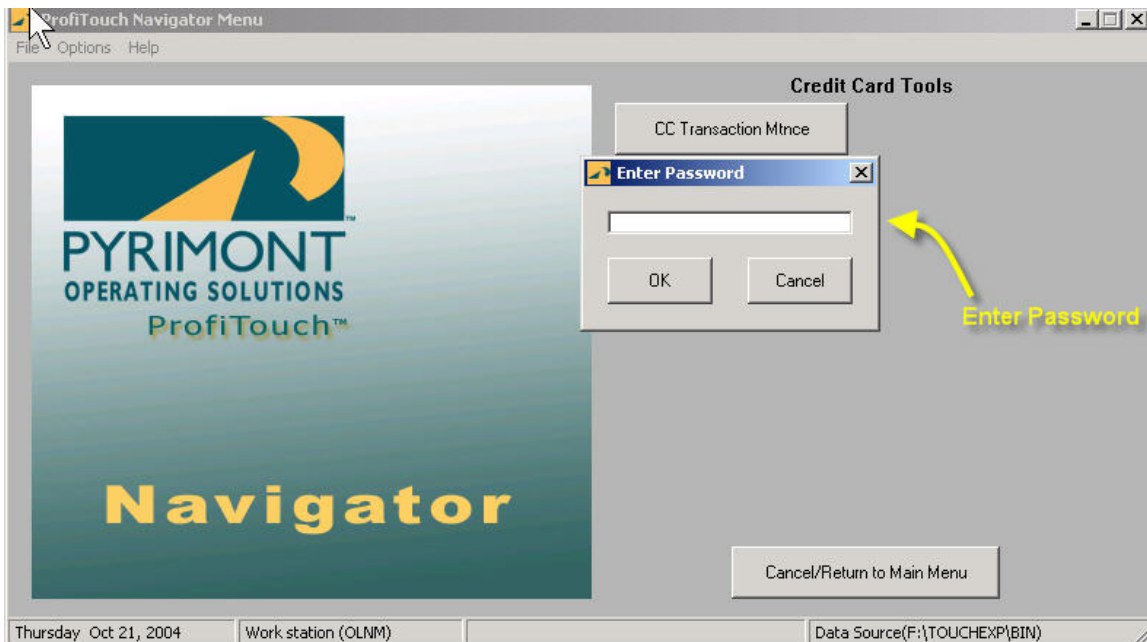 ProfiTouch Navigator Menu
File Options Help
Credit Card Tools
CC Transaction Mtnce
Enter Password
OK
Cancel
Enter Password
PYRIMONT™
OPERATING SOLUTIONS
ProfiTouch™
Navigator
Cancel/Return to Main Menu
Thursday Oct 21, 2004
Work station (OLNM)
Data Source(F:\TOUCHEXP\BIN)